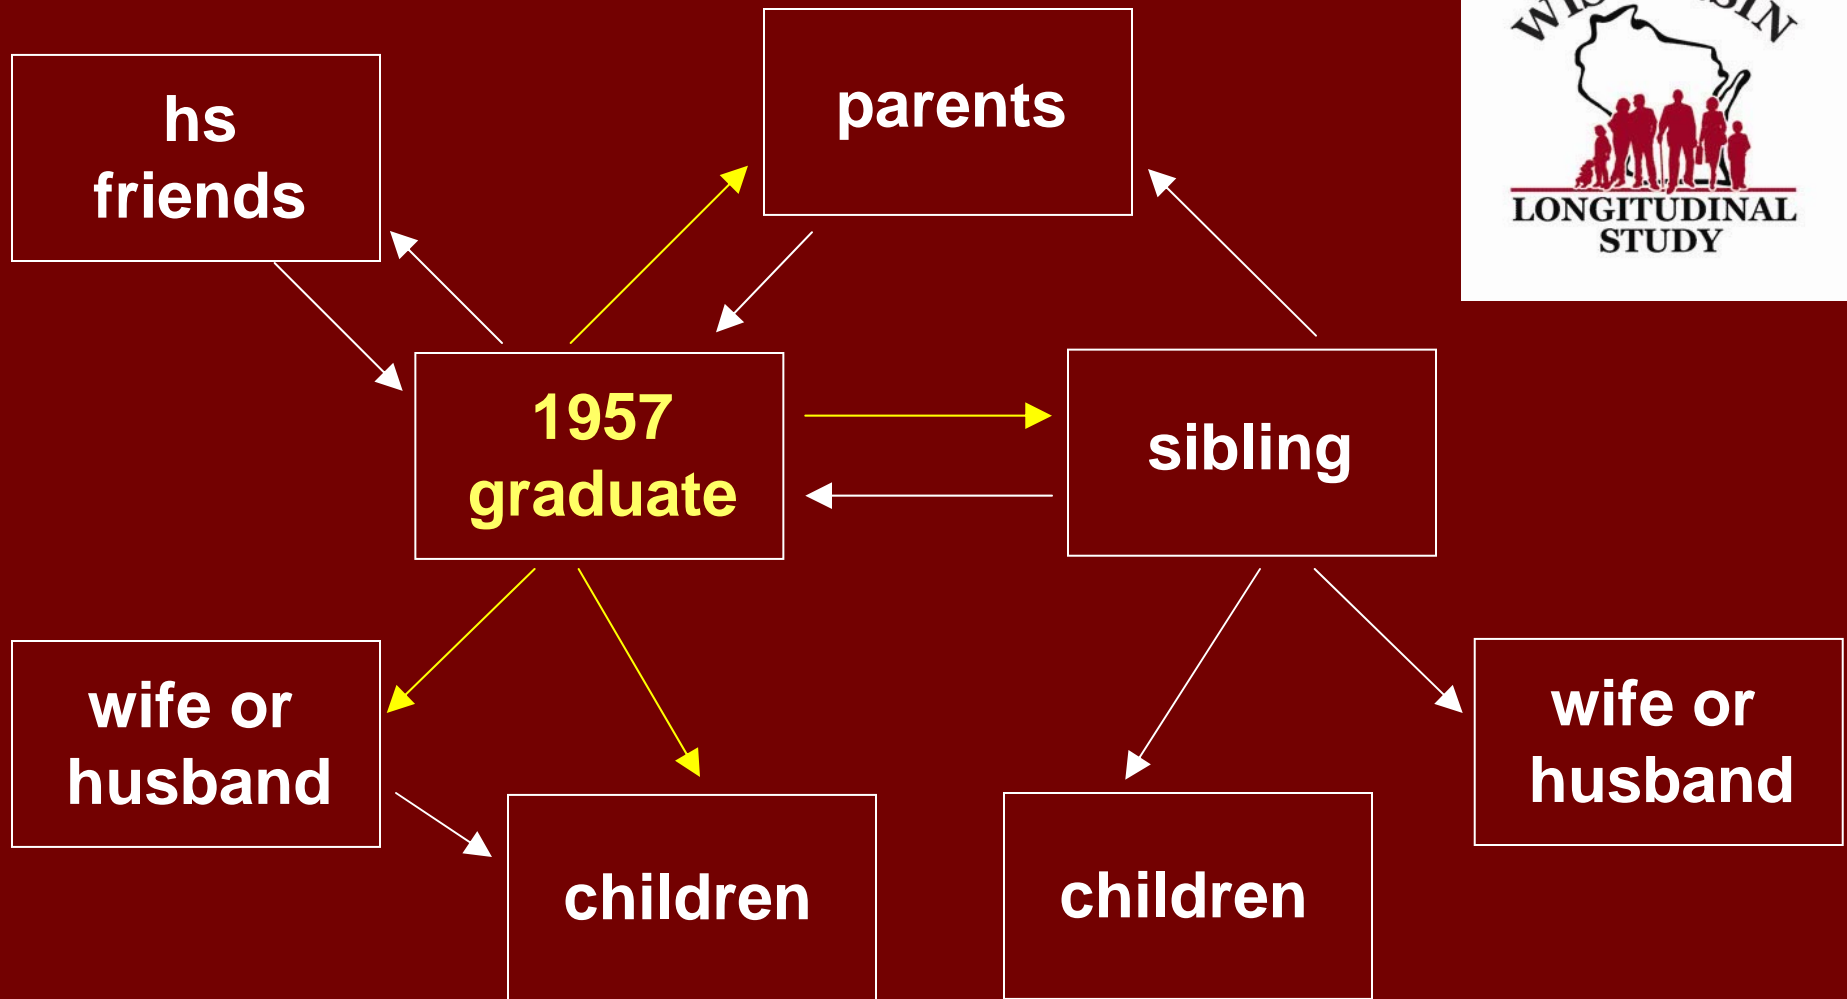 parents
hs
friends
LONGITUDINAL
STUDY
1957
graduate
sibling
wife or
husband
wife or
husband
children
children